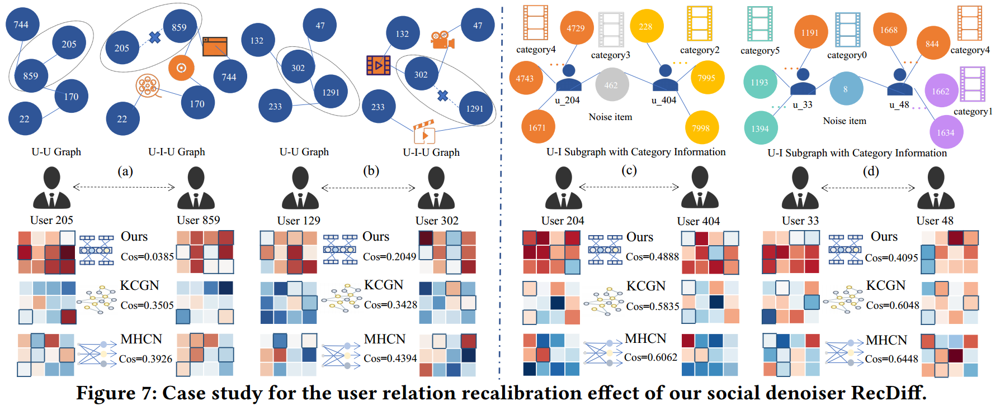 744
205
859
170
22
U-U Graph
859
205
744
170
22
U-I-U Graph
(a)
47
132
302
1291
233
U-U Graph
132
47
302
233
1291
U-I-U Graph
(b)
4729
category4
4743
1671
u_204
category3
462
Noise item
228
category2
7995
u_404
7998
U-I Subgraph with Category Information
(c)
category5
1191
1193
1394
u_33
category0
8
Noise item
1668
844
category4
u_48
1662
category1
1634
U-I Subgraph with Category Information
(d)
User 205
User 859
Ours
Cos=0.0385
KCGN
Cos=0.3505
MHCN
Cos=0.3926
User 129
User 302
Ours
Cos=0.2049
KCGN
Cos=0.3428
MHCN
Cos=0.4394
User 204
User 404
Ours
Cos=0.4888
KCGN
Cos=0.5835
MHCN
Cos=0.6062
User 33
User 48
Ours
Cos=0.4095
KCGN
Cos=0.6048
MHCN
Cos=0.6448
Figure 7: Case study for the user relation recalibration effect of our social denoiser RecDiff.